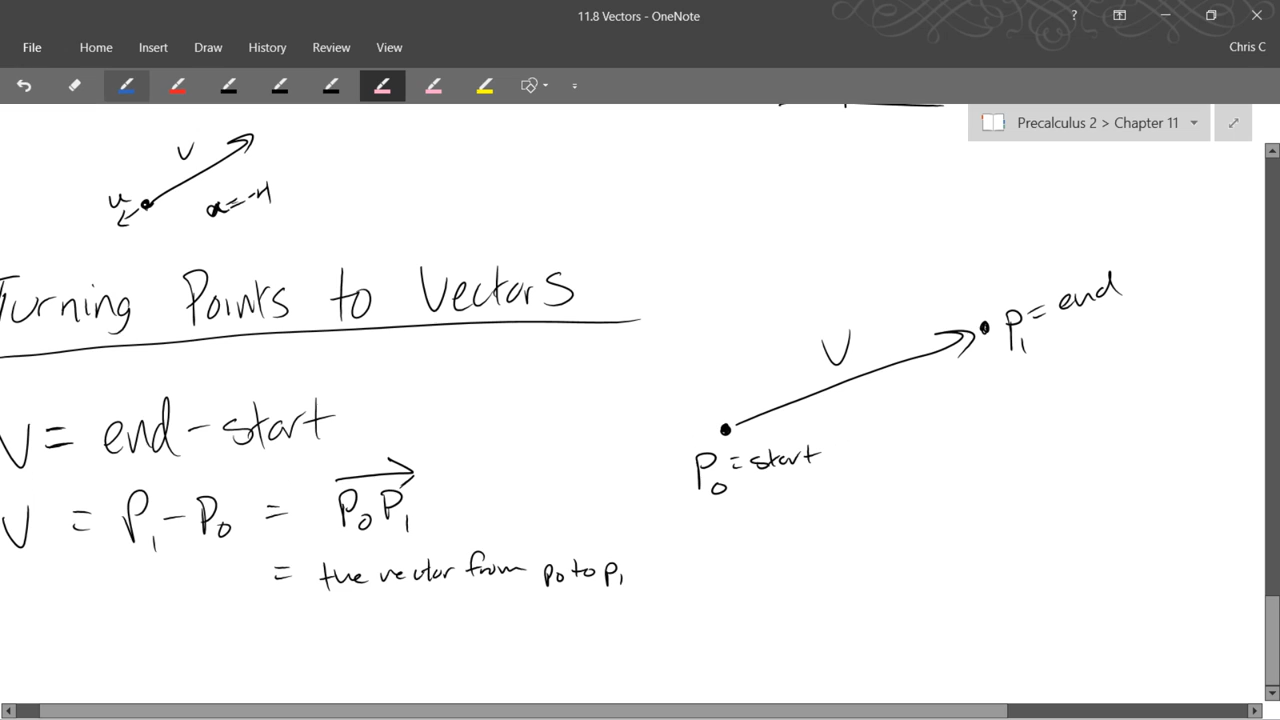 11.8 Vectors - OneNote
?
File Home Insert Draw History Review View
Chris C
Precalculus 2 > Chapter 11
V
u
Turning Points to Vectors
V
P₁ = end
P₀ = start
V = end - start
V = P₁ - P₀ = P₀P₁
= the vector from p₀ to p₁